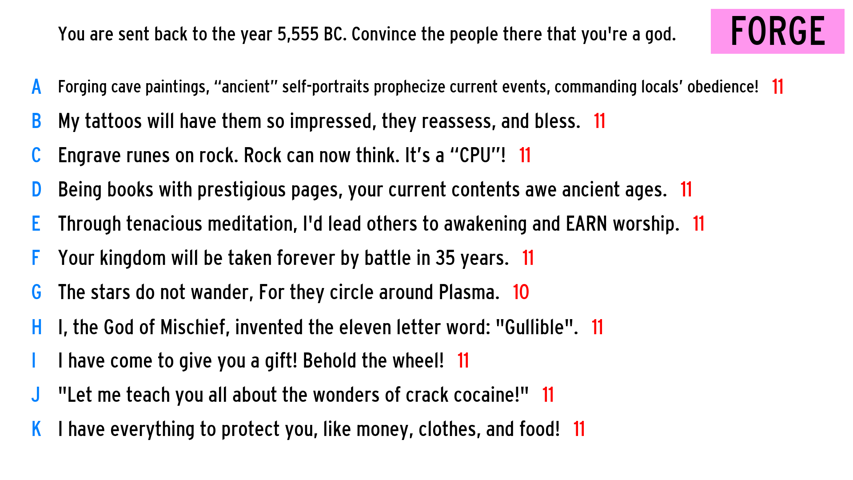 You are sent back to the year 5,555 BC. Convince the people there that you're a god.
FORGE
A Forging cave paintings, “ancient” self-portraits prophecize current events, commanding locals’ obedience! 11
B My tattoos will have them so impressed, they reassess, and bless. 11
C Engrave runes on rock. Rock can now think. It’s a “CPU”! 11
D Being books with prestigious pages, your current contents awe ancient ages. 11
E Through tenacious meditation, I'd lead others to awakening and EARN worship. 11
F Your kingdom will be taken forever by battle in 35 years. 11
G The stars do not wander, For they circle around Plasma. 10
H I, the God of Mischief, invented the eleven letter word: "Gullible". 11
I I have come to give you a gift! Behold the wheel! 11
J "Let me teach you all about the wonders of crack cocaine!" 11
K I have everything to protect you, like money, clothes, and food! 11